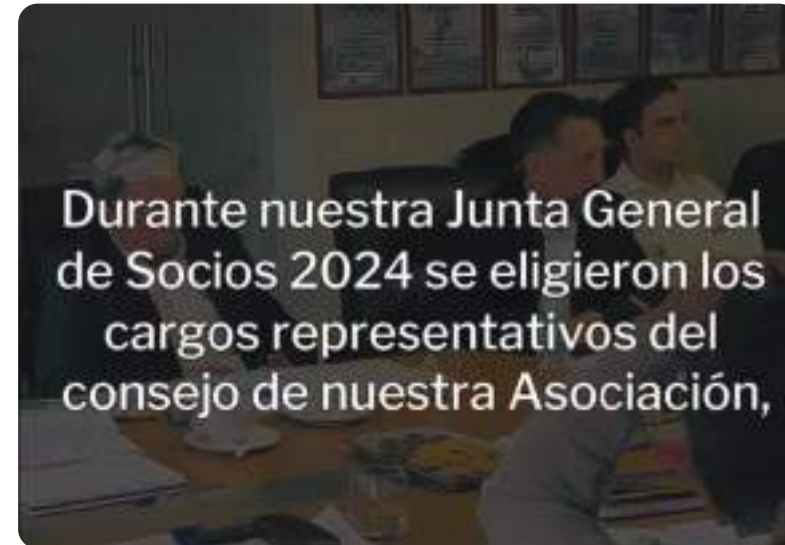 Durante nuestra Junta General
de Socios 2024 se eligieron los
cargos representativos del
consejo de nuestra Asociación,